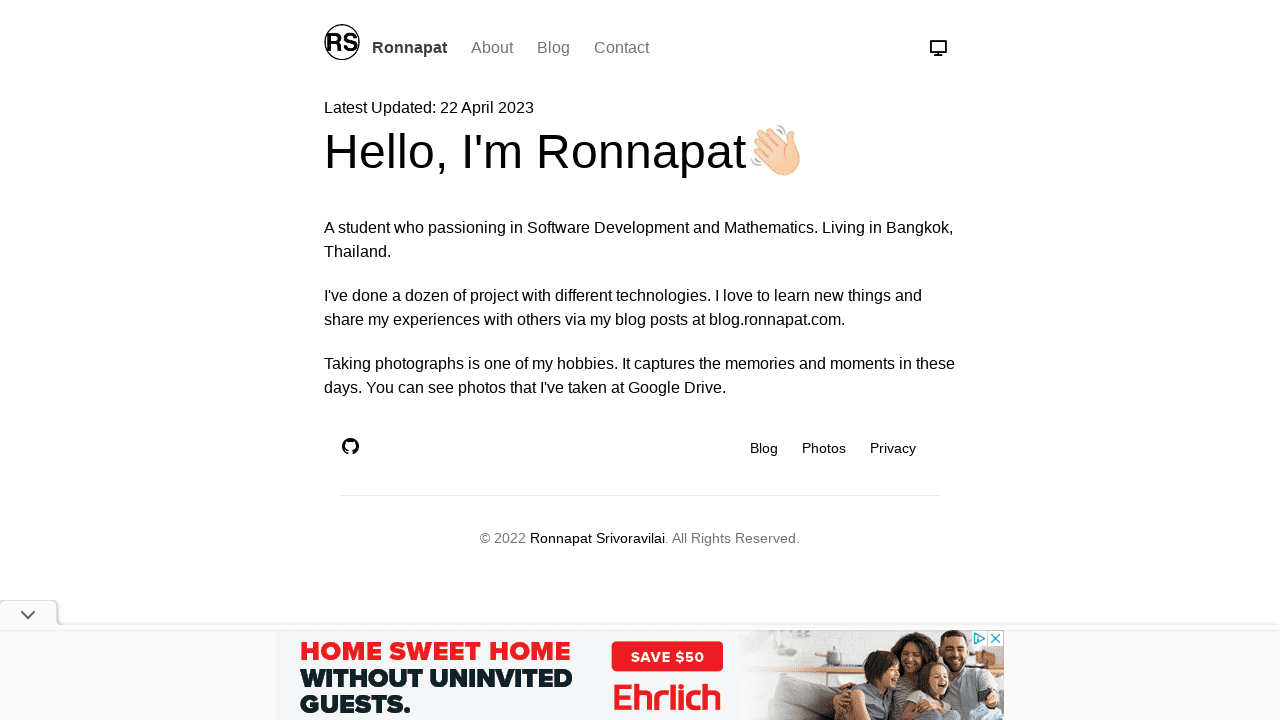 RS Ronnapat About Blog Contact
Latest Updated: 22 April 2023
Hello, I'm Ronnapat👋🏻
A student who passioning in Software Development and Mathematics. Living in Bangkok,
Thailand.
I've done a dozen of project with different technologies. I love to learn new things and
share my experiences with others via my blog posts at blog.ronnapat.com.
Taking photographs is one of my hobbies. It captures the memories and moments in these
days. You can see photos that I've taken at Google Drive.
Blog Photos Privacy
© 2022 Ronnapat Srivoravilai. All Rights Reserved.
HOME SWEET HOME
WITHOUT UNINVITED
GUESTS.
SAVE $50
Ehrlich